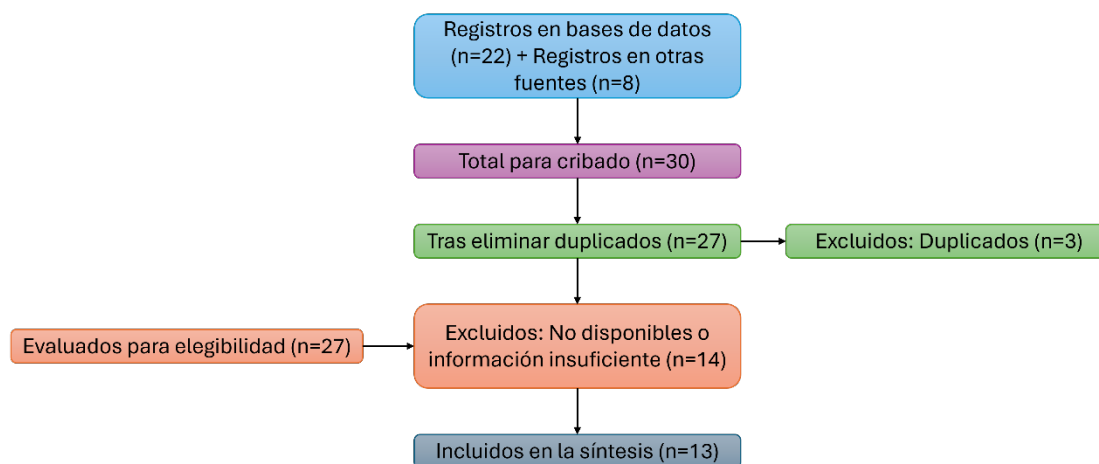 Registros en bases de datos
(n=22) + Registros en otras
fuentes (n=8)
Total para cribado (n=30)
Tras eliminar duplicados (n=27)
Excluidos: Duplicados (n=3)
Evaluados para elegibilidad (n=27)
Excluidos: No disponibles o
información insuficiente (n=14)
Incluidos en la síntesis (n=13)